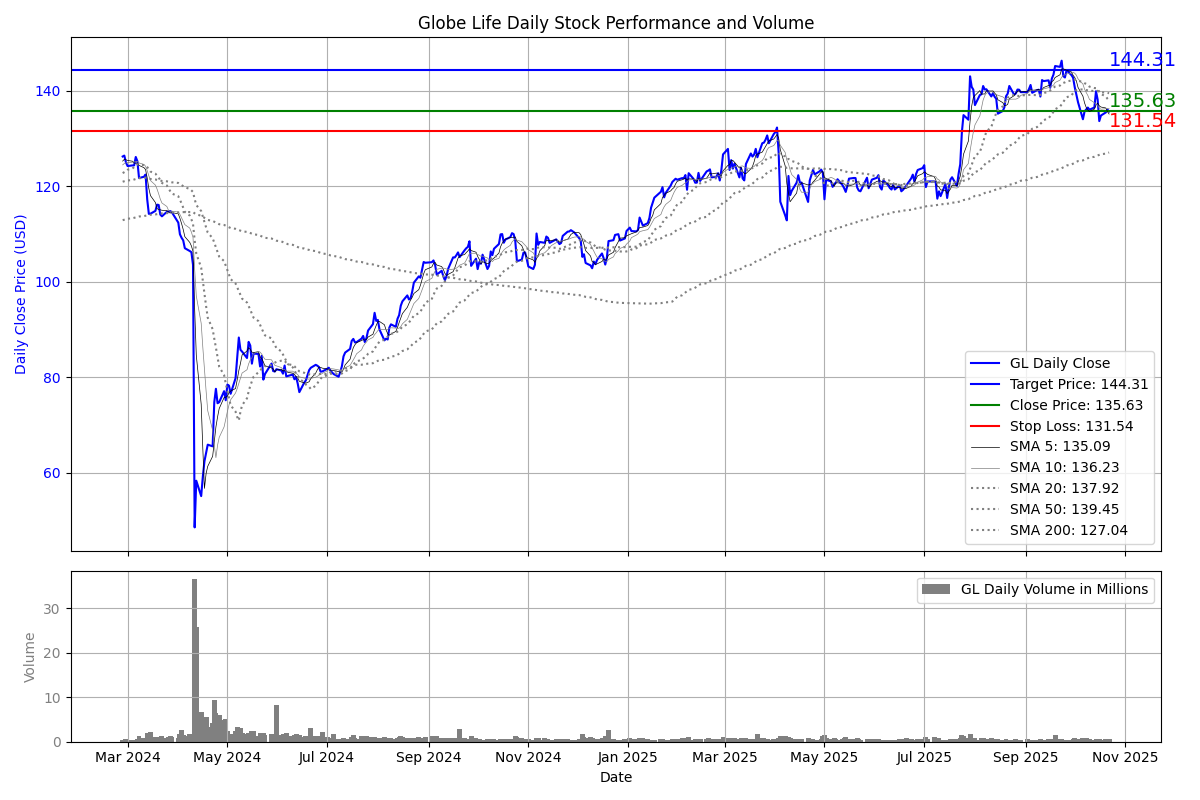 Globe Life Daily Stock Performance and Volume
144.31
135.63
131.54
140
120
100
80
60
Daily Close Price (USD)
GL Daily Close
Target Price: 144.31
Close Price: 135.63
Stop Loss: 131.54
SMA 5: 135.09
SMA 10: 136.23
SMA 20: 137.92
SMA 50: 139.45
SMA 200: 127.04
GL Daily Volume in Millions
30
20
10
0
Volume
Mar 2024 May 2024 Jul 2024 Sep 2024 Nov 2024 Jan 2025 Mar 2025 May 2025 Jul 2025 Sep 2025 Nov 2025
Date